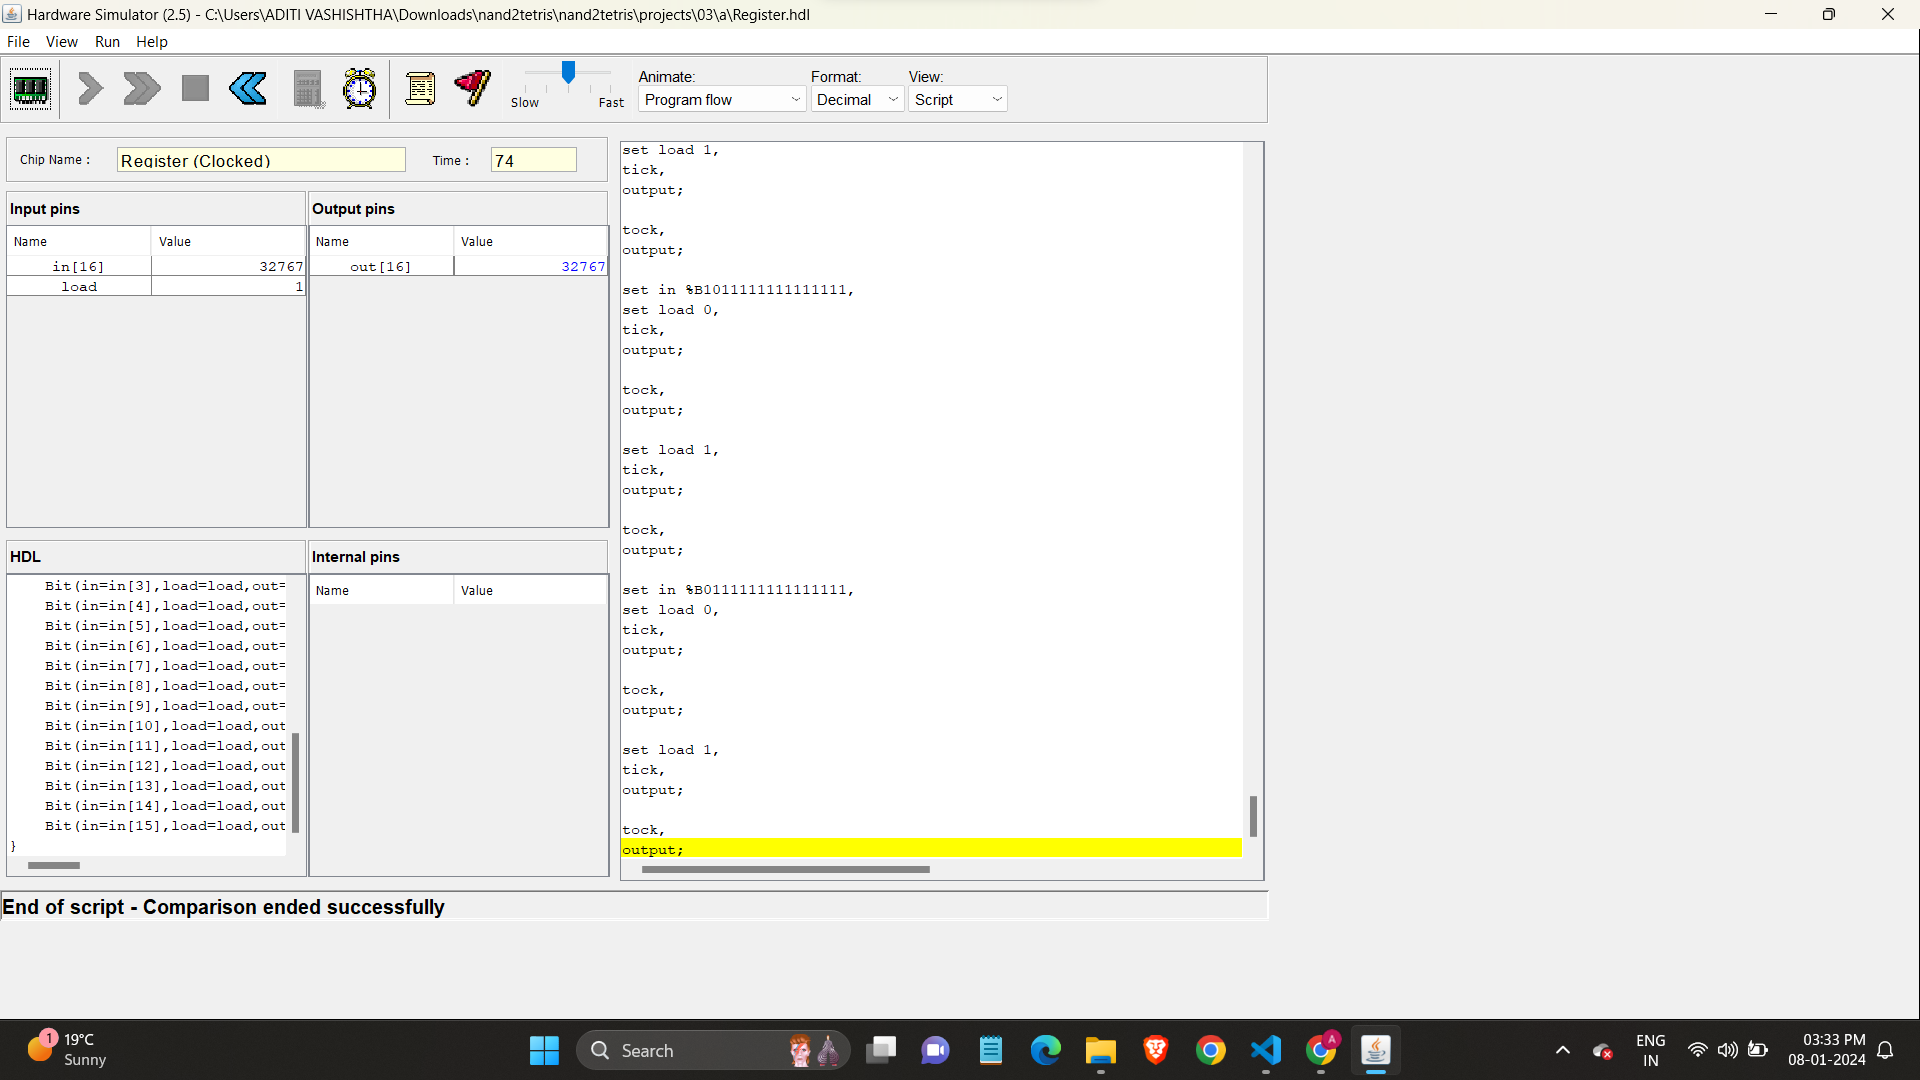 Hardware Simulator (2.5) - C:\Users\ADITI VASHISHTHA\Downloads\nand2tetris\nand2tetris\projects\03\a\Register.hdl
File View Run Help
Slow Fast
Animate: Format: View:
Program flow Decimal Script
Chip Name : Register (Clocked) Time : 74
Input pins
Name Value
in[16] 32767
load 1
Output pins
Name Value
out[16] 32767
HDL
Bit(in=in[3],load=load,out=
Bit(in=in[4],load=load,out=
Bit(in=in[5],load=load,out=
Bit(in=in[6],load=load,out=
Bit(in=in[7],load=load,out=
Bit(in=in[8],load=load,out=
Bit(in=in[9],load=load,out=
Bit(in=in[10],load=load,out
Bit(in=in[11],load=load,out
Bit(in=in[12],load=load,out
Bit(in=in[13],load=load,out
Bit(in=in[14],load=load,out
Bit(in=in[15],load=load,out
}
Internal pins
Name Value
set load 1,
tick,
output;
tock,
output;
set in %B1011111111111111,
set load 0,
tick,
output;
tock,
output;
set load 1,
tick,
output;
tock,
output;
set in %B0111111111111111,
set load 0,
tick,
output;
tock,
output;
set load 1,
tick,
output;
tock,
output;
End of script - Comparison ended successfully
1
19°C
Sunny
Search
A
ENG
IN
03:33 PM
08-01-2024